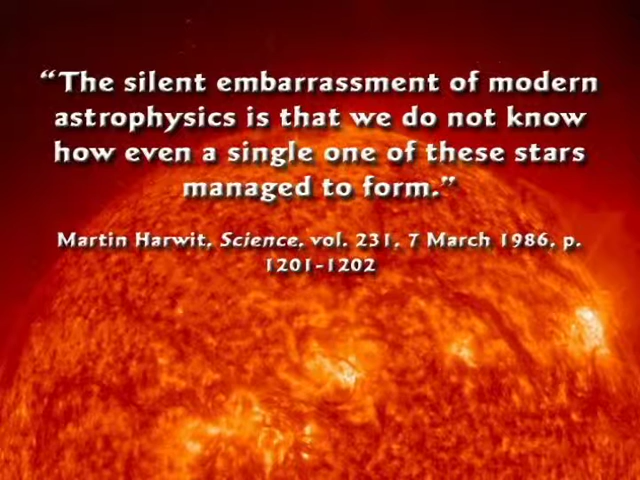 “The silent embarrassment of modern
astrophysics is that we do not know
how even a single one of these stars
managed to form.”
Martin Harwit, Science, vol. 231, 7 March 1986, p.
1201-1202